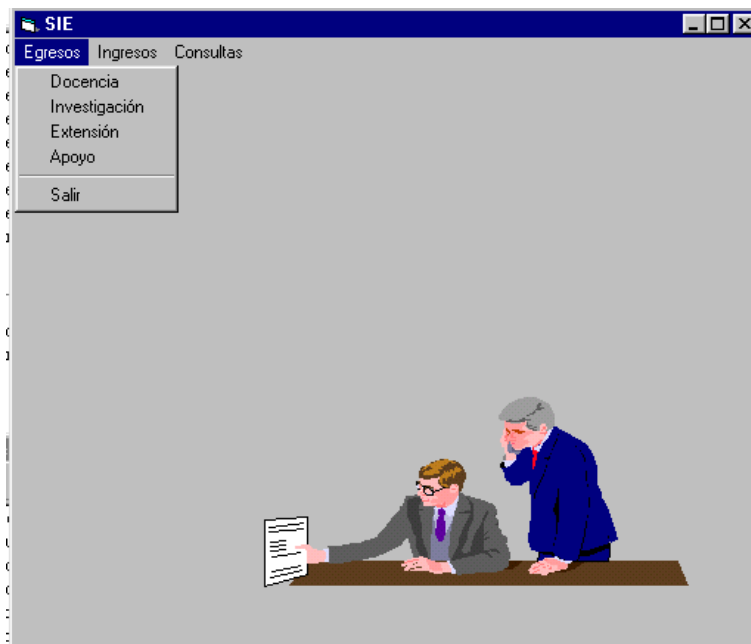 SIE
Egresos Ingresos Consultas
Docencia
Investigación
Extensión
Apoyo
Salir